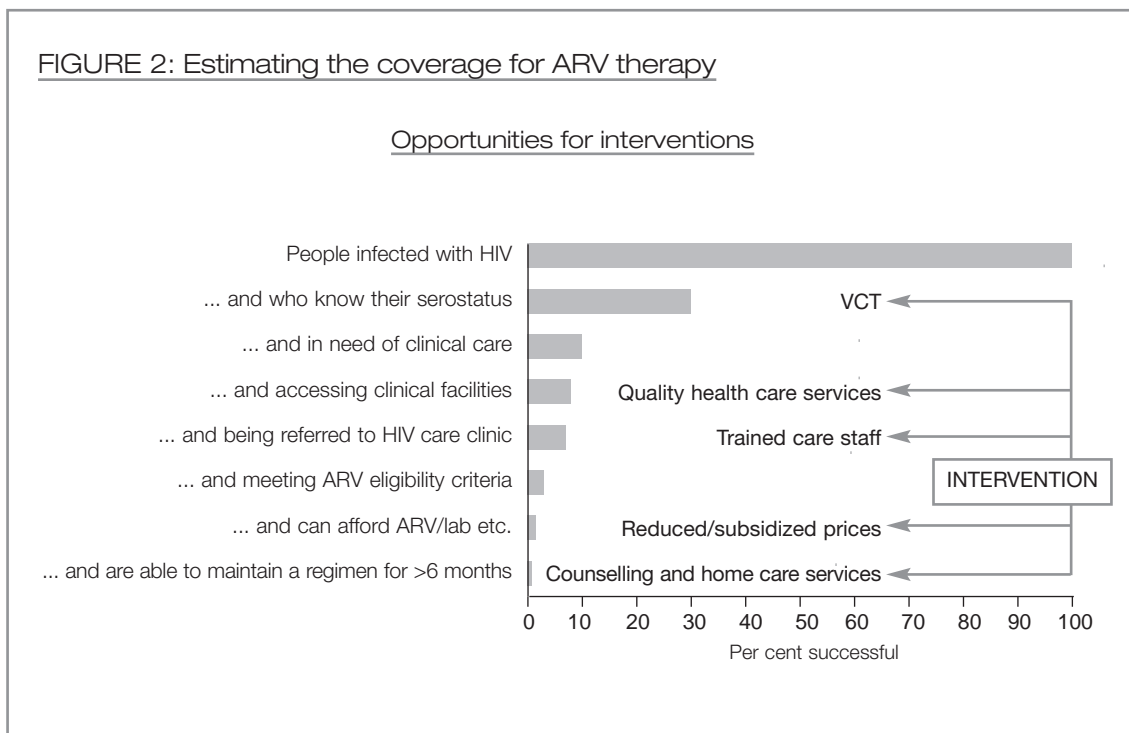 FIGURE 2: Estimating the coverage for ARV therapy
Opportunities for interventions
People infected with HIV
... and who know their serostatus
VCT
... and in need of clinical care
... and accessing clinical facilities
Quality health care services
... and being referred to HIV care clinic
Trained care staff
... and meeting ARV eligibility criteria
INTERVENTION
... and can afford ARV/lab etc.
Reduced/subsidized prices
... and are able to maintain a regimen for >6 months
Counselling and home care services
0 10 20 30 40 50 60 70 80 90 100
Per cent successful